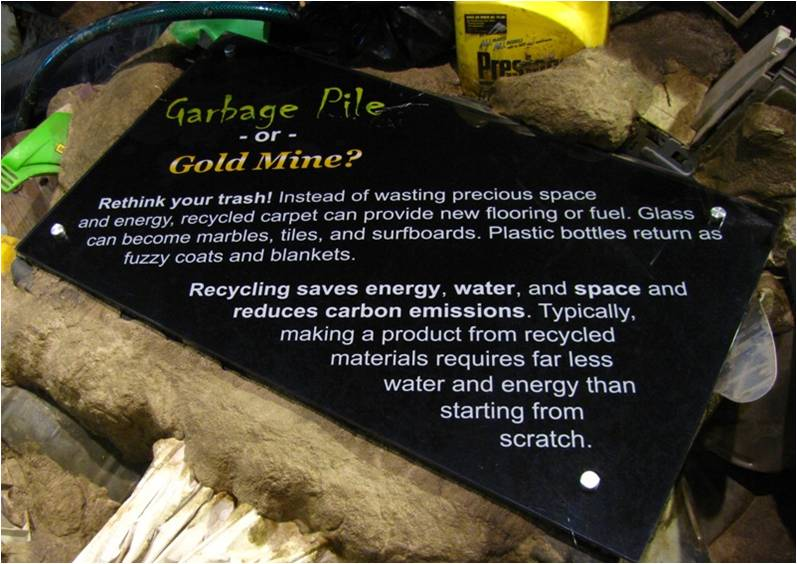 Prestone
Garbage Pile
- or -
Gold Mine?
Rethink your trash! Instead of wasting precious space
and energy, recycled carpet can provide new flooring or fuel. Glass
can become marbles, tiles, and surfboards. Plastic bottles return as
fuzzy coats and blankets.
Recycling saves energy, water, and space and
reduces carbon emissions. Typically,
making a product from recycled
materials requires far less
water and energy than
starting from
scratch.